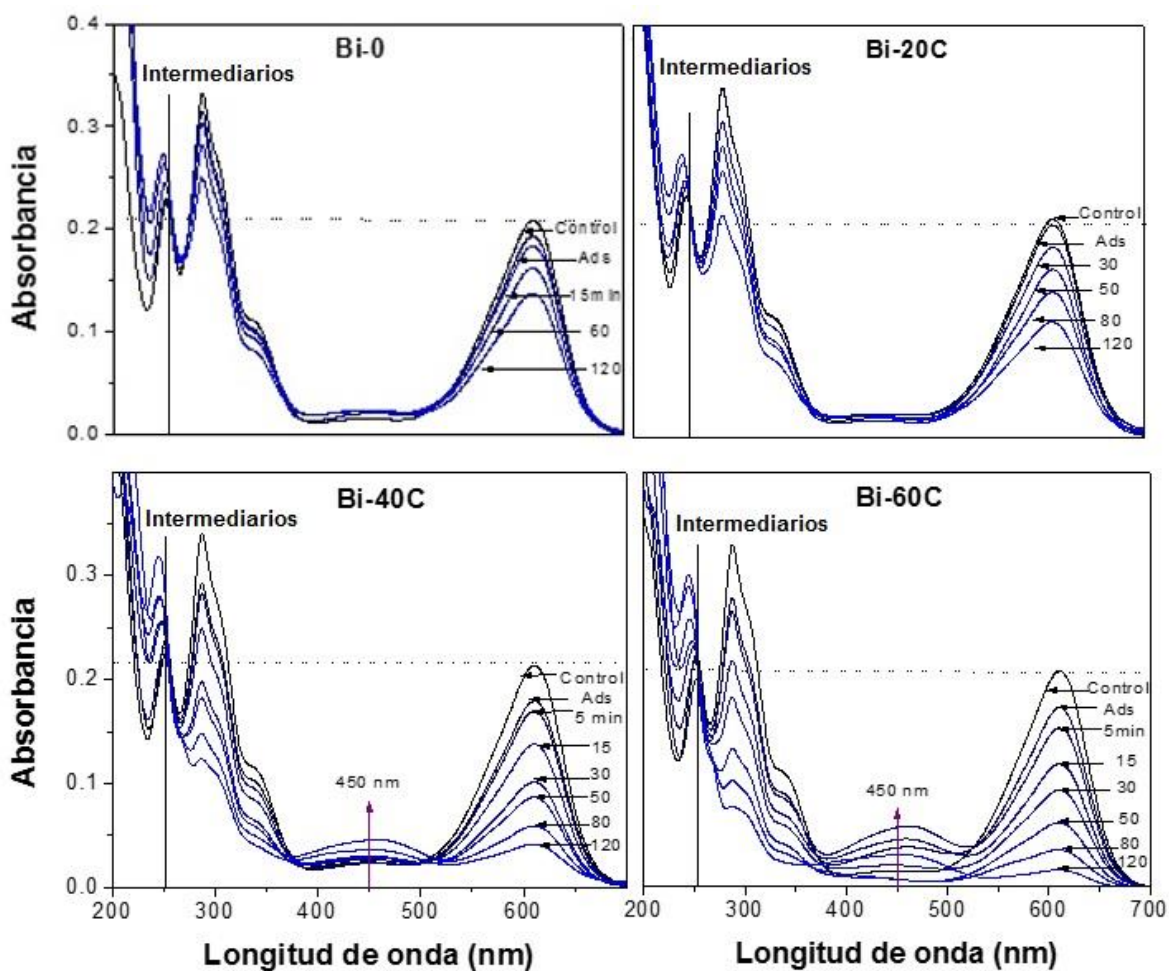 Absorbancia
0.4
0.3
0.2
0.1
0.0
Bi-0
Intermediarios
Control
Ads
15min
60
120
Bi-20C
Intermediarios
Control
Ads
30
50
80
120
Absorbancia
0.3
0.2
0.1
0.0
Bi-40C
Intermediarios
450 nm
Control
Ads
5 min
15
30
50
80
120
200 300 400 500 600
Longitud de onda (nm)
Bi-60C
Intermediarios
450 nm
Control
Ads
5min
15
30
50
80
120
200 300 400 500 600 700
Longitud de onda (nm)